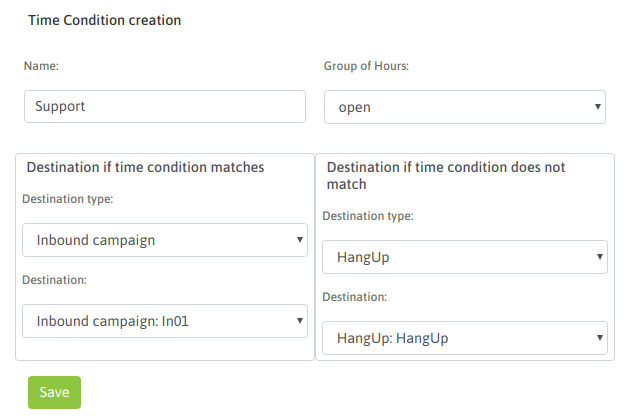 Time Condition creation
Name:
Support
Group of Hours:
open
Destination if time condition matches
Destination type:
Inbound campaign
Destination:
Inbound campaign: In01
Destination if time condition does not
match
Destination type:
HangUp
Destination:
HangUp: HangUp
Save